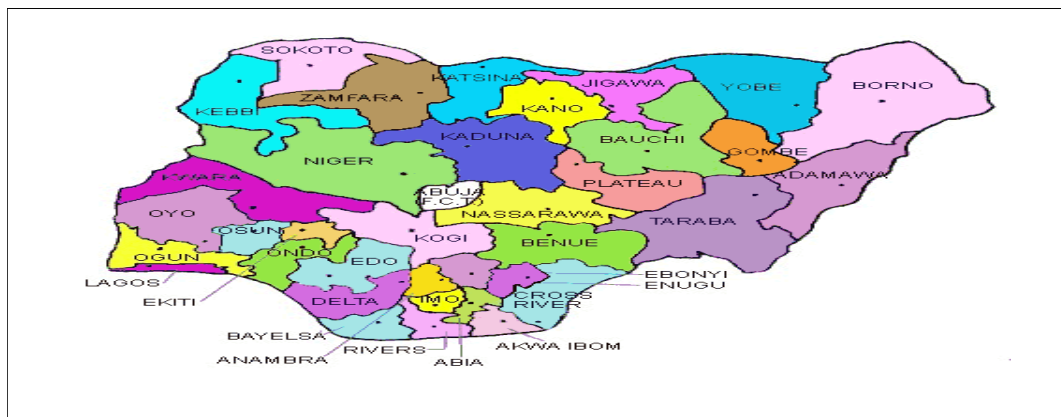 SOKOTO
KATSINA
JIGAWA
YOBE
BORNO
ZAMFARA
KEBBI
KANO
KADUNA
BAUCHI
GOMBE
NIGER
ADAMAWA
KWARA
PLATEAU
ABUJA
(F.C.T.)
OYO
NASSARAWA
TARABA
OSUN
KOGI
BENUE
OGUN
ONDO
EDO
LAGOS
EKITI
EBONYI
ENUGU
DELTA
IMO
CROSS
RIVER
BAYELSA
ANAMBRA
RIVERS
ABIA
AKWA IBOM